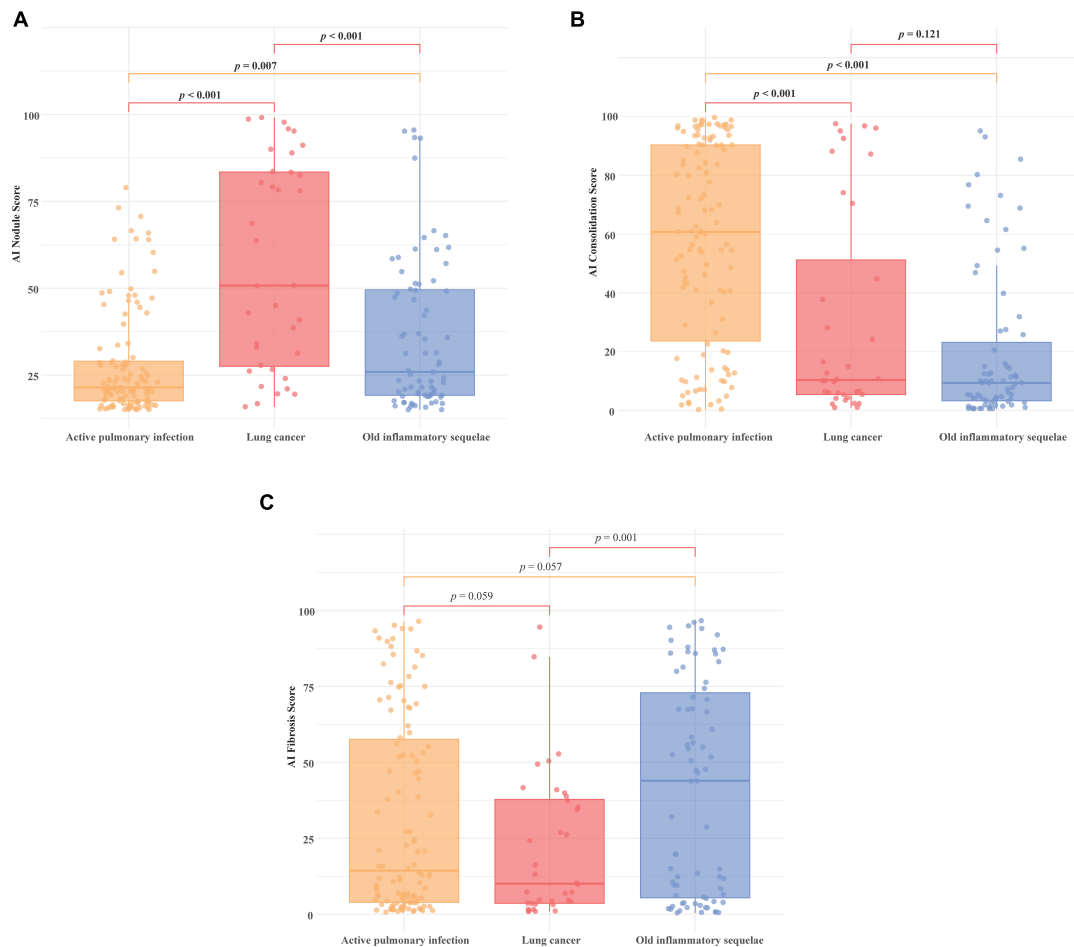 A
p < 0.001
p = 0.007
p < 0.001
100
75
50
25
AI Nodule Score
Active pulmonary infection
Lung cancer
Old inflammatory sequelae
B
p = 0.121
p < 0.001
p < 0.001
100
80
60
40
20
0
AI Consolidation Score
Active pulmonary infection
Lung cancer
Old inflammatory sequelae
C
p = 0.001
p = 0.057
p = 0.059
100
75
50
25
0
AI Fibrosis Score
Active pulmonary infection
Lung cancer
Old inflammatory sequelae